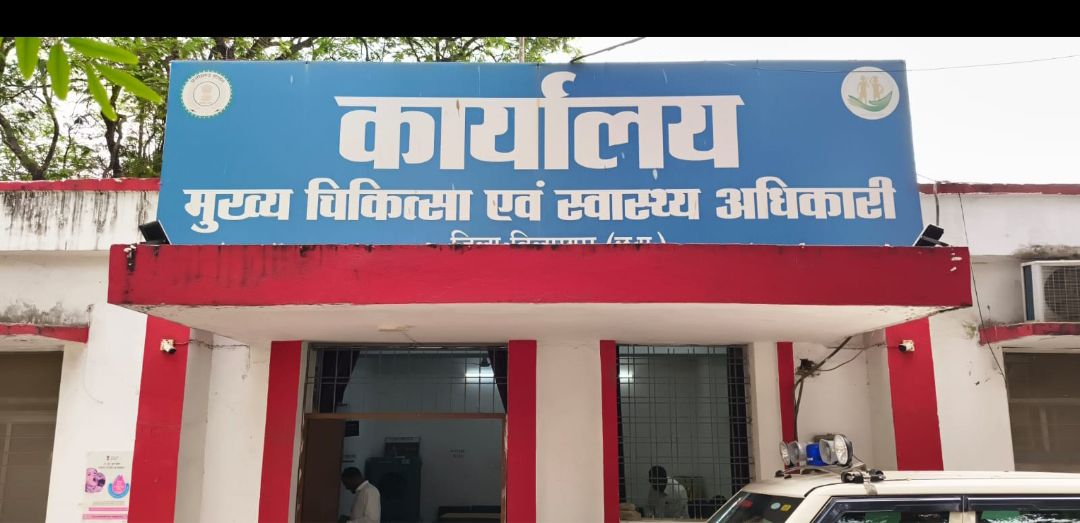 कार्यालय
मुख्य चिकित्सा एवं स्वास्थ्य अधिकारी